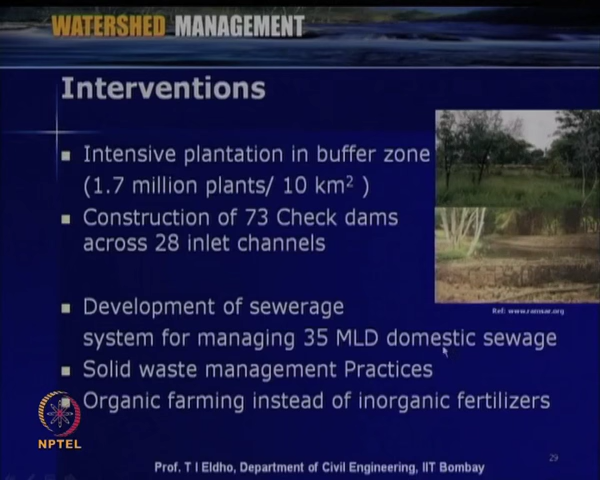 WATERSHED MANAGEMENT
Interventions
Intensive plantation in buffer zone
(1.7 million plants/ 10 km² )
Construction of 73 Check dams
across 28 inlet channels
Development of sewerage
system for managing 35 MLD domestic sewage
Solid waste management Practices
Organic farming instead of inorganic fertilizers
Ref: www.ramsar.org
NPTEL
29
Prof. T I Eldho, Department of Civil Engineering, IIT Bombay